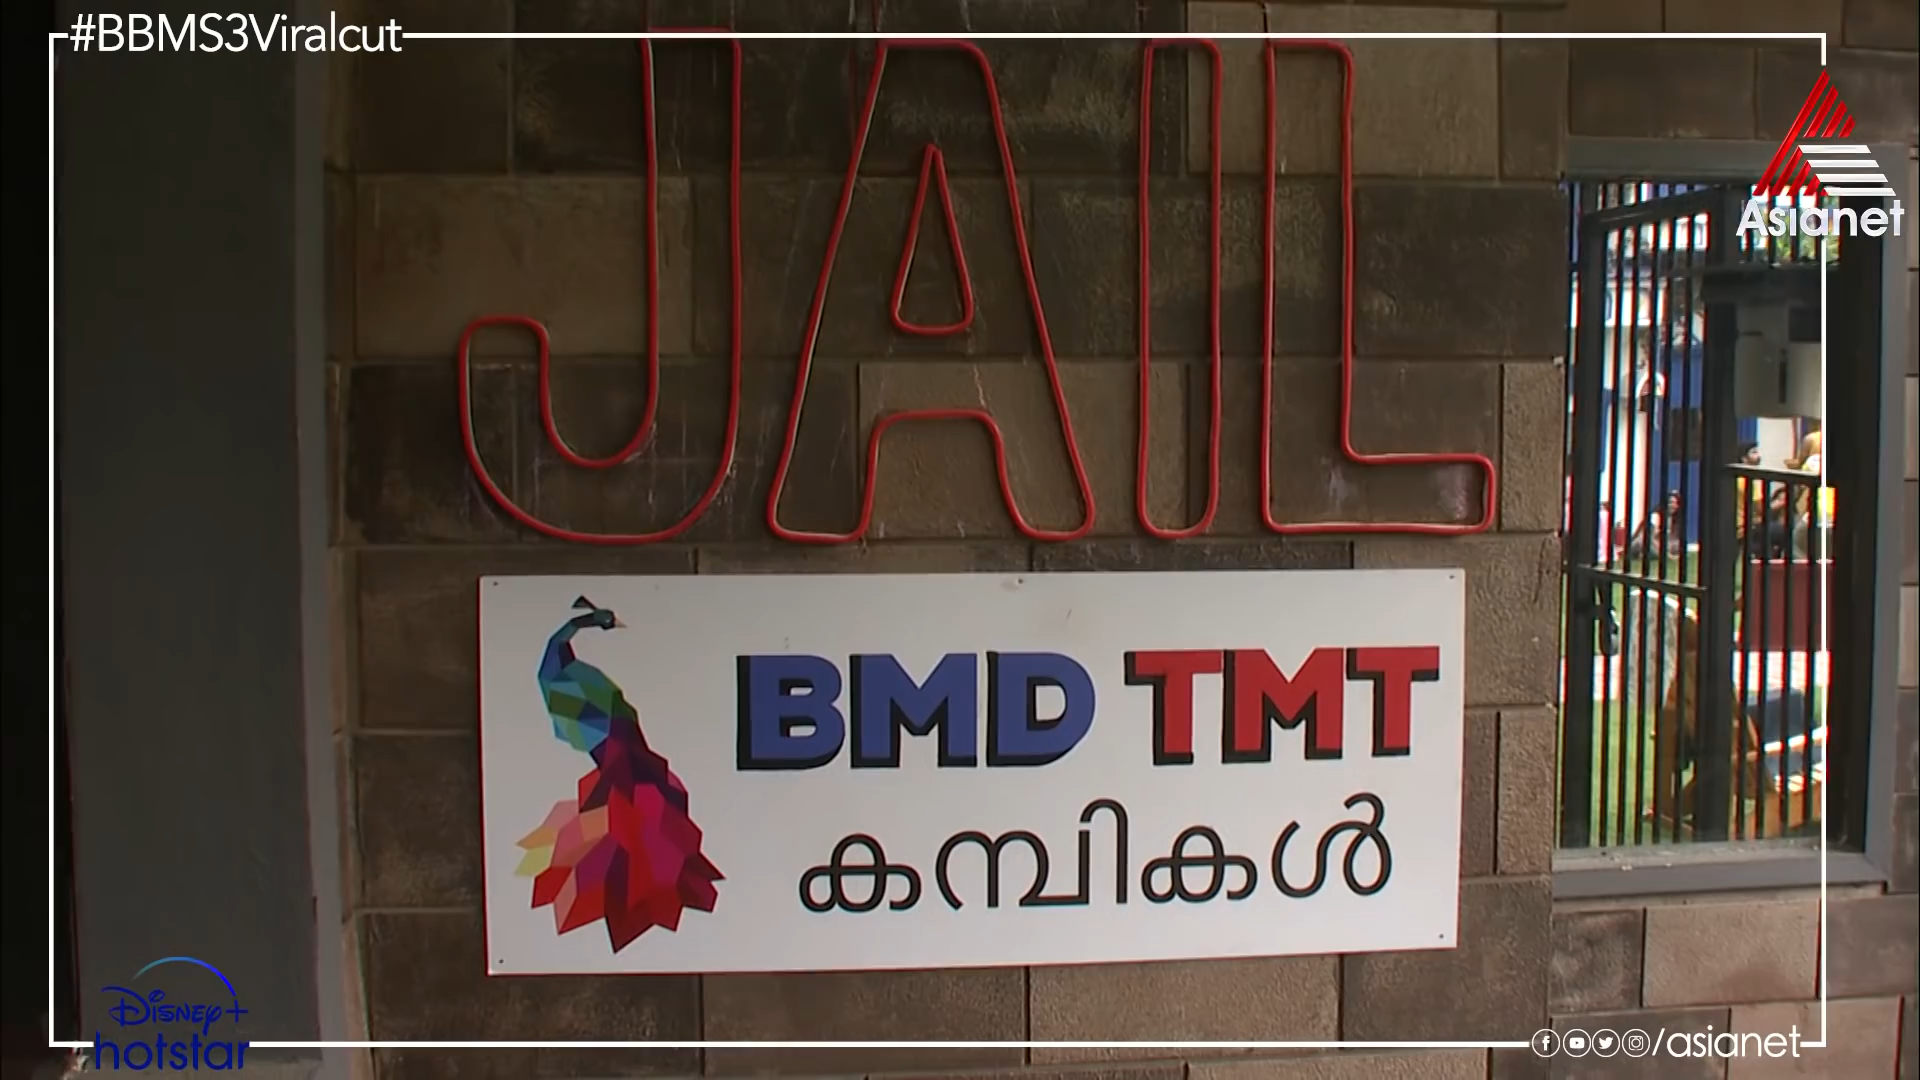 #BBMS3Viralcut
JAIL
Asianet
BMD TMT
കമ്പികൾ
Disney+
hotstar
/asianet